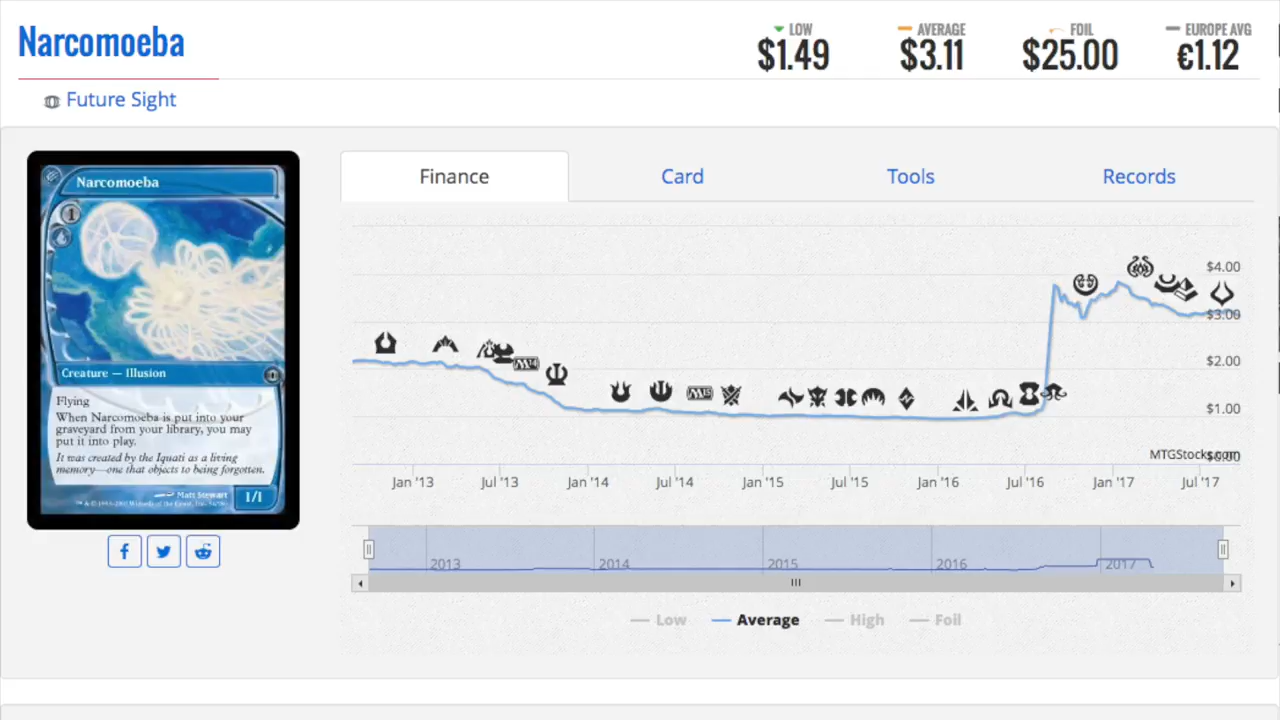 Narcomoeba
LOW
$1.49
AVERAGE
$3.11
FOIL
$25.00
EUROPE AVG
€1.12
Future Sight
Narcomoeba
1
Creature — Illusion
Flying
When Narcomoeba is put into your
graveyard from your library, you may
put it into play.
It was created by the Iquati as a living
memory—one that objects to being forgotten.
Matt Stewart
1/1
Finance
Card
Tools
Records
$4.00
$3.00
$2.00
$1.00
$0.00
M14
M15
MTGStocks.com
Jan '13
Jul '13
Jan '14
Jul '14
Jan '15
Jul '15
Jan '16
Jul '16
Jan '17
Jul '17
2013
2014
2015
2016
2017
Low
Average
High
Foil